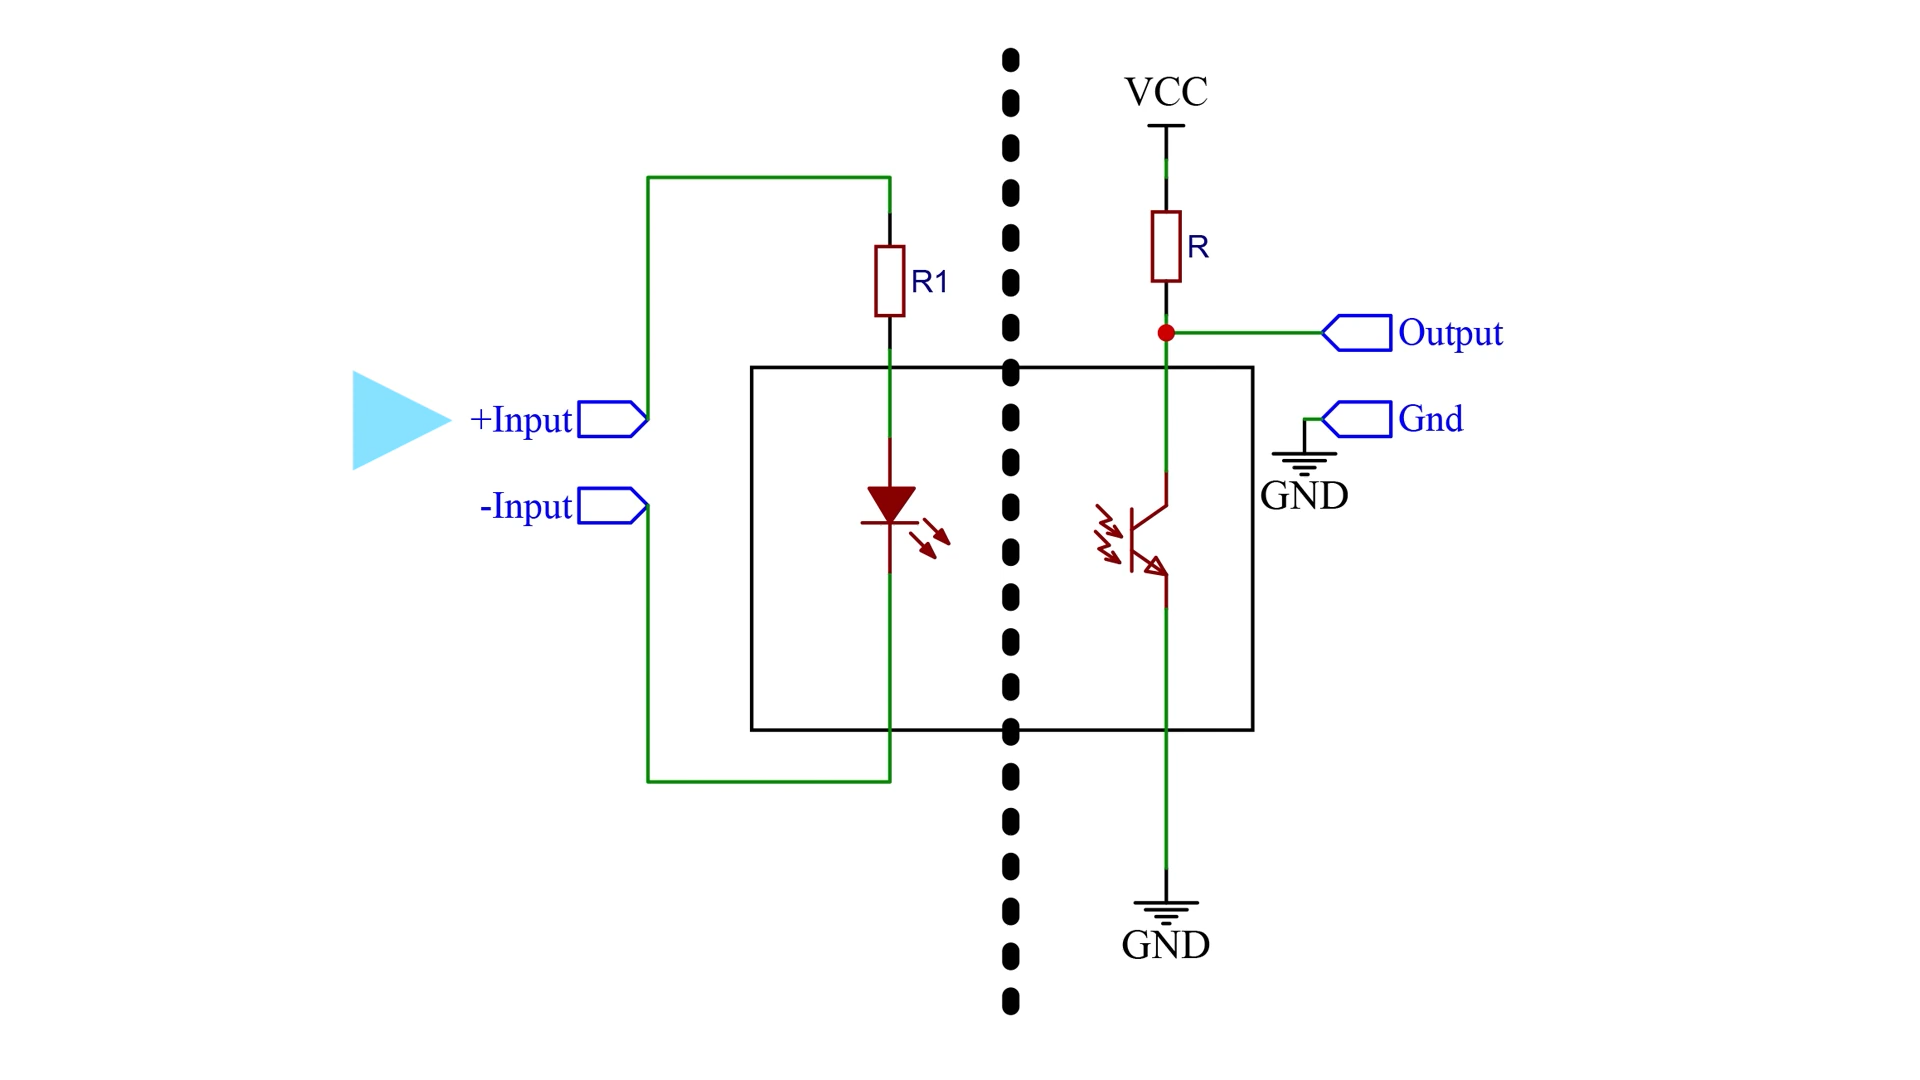 VCC
R
R1
Output
+Input
Gnd
-Input
GND
GND